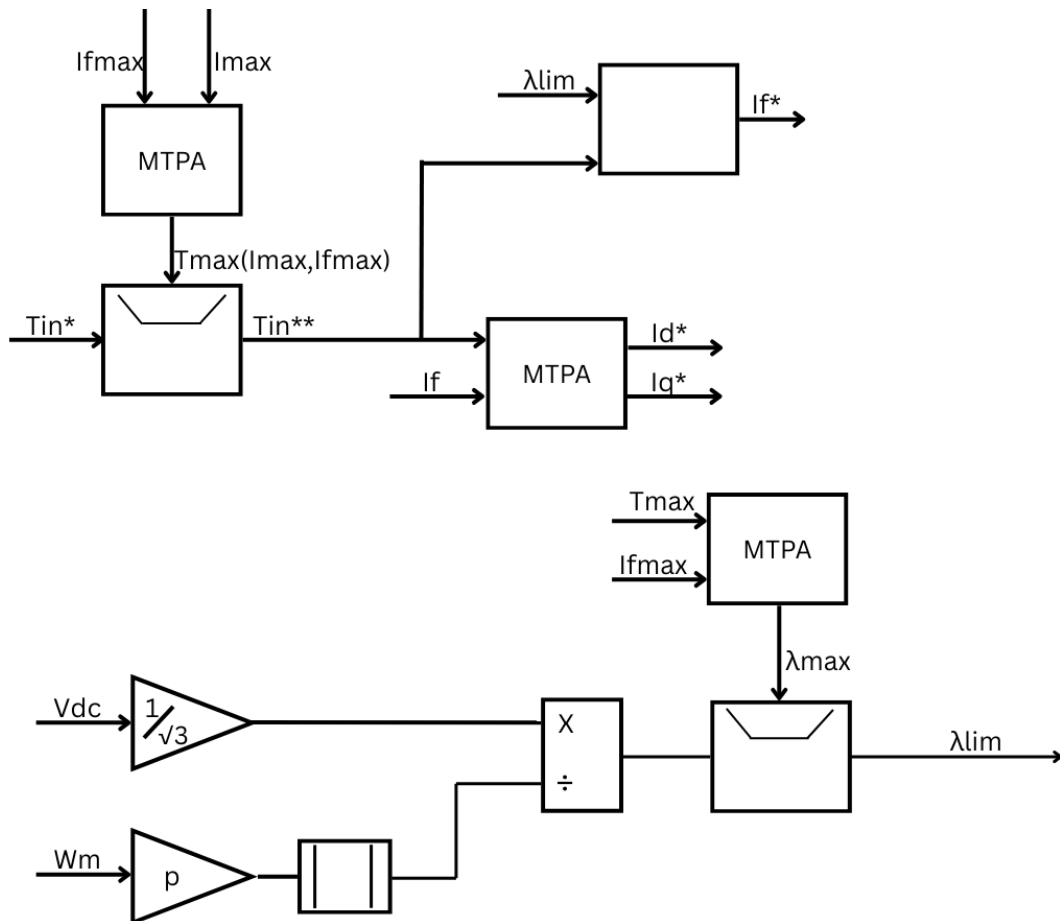 Ifmax
Imax
MTPA
Tmax(Imax,Ifmax)
Tin*
Tin**
λlim
If*
If
MTPA
Id*
Iq*
Tmax
Ifmax
MTPA
λmax
Vdc
1/√3
X
÷
λlim
Wm
p